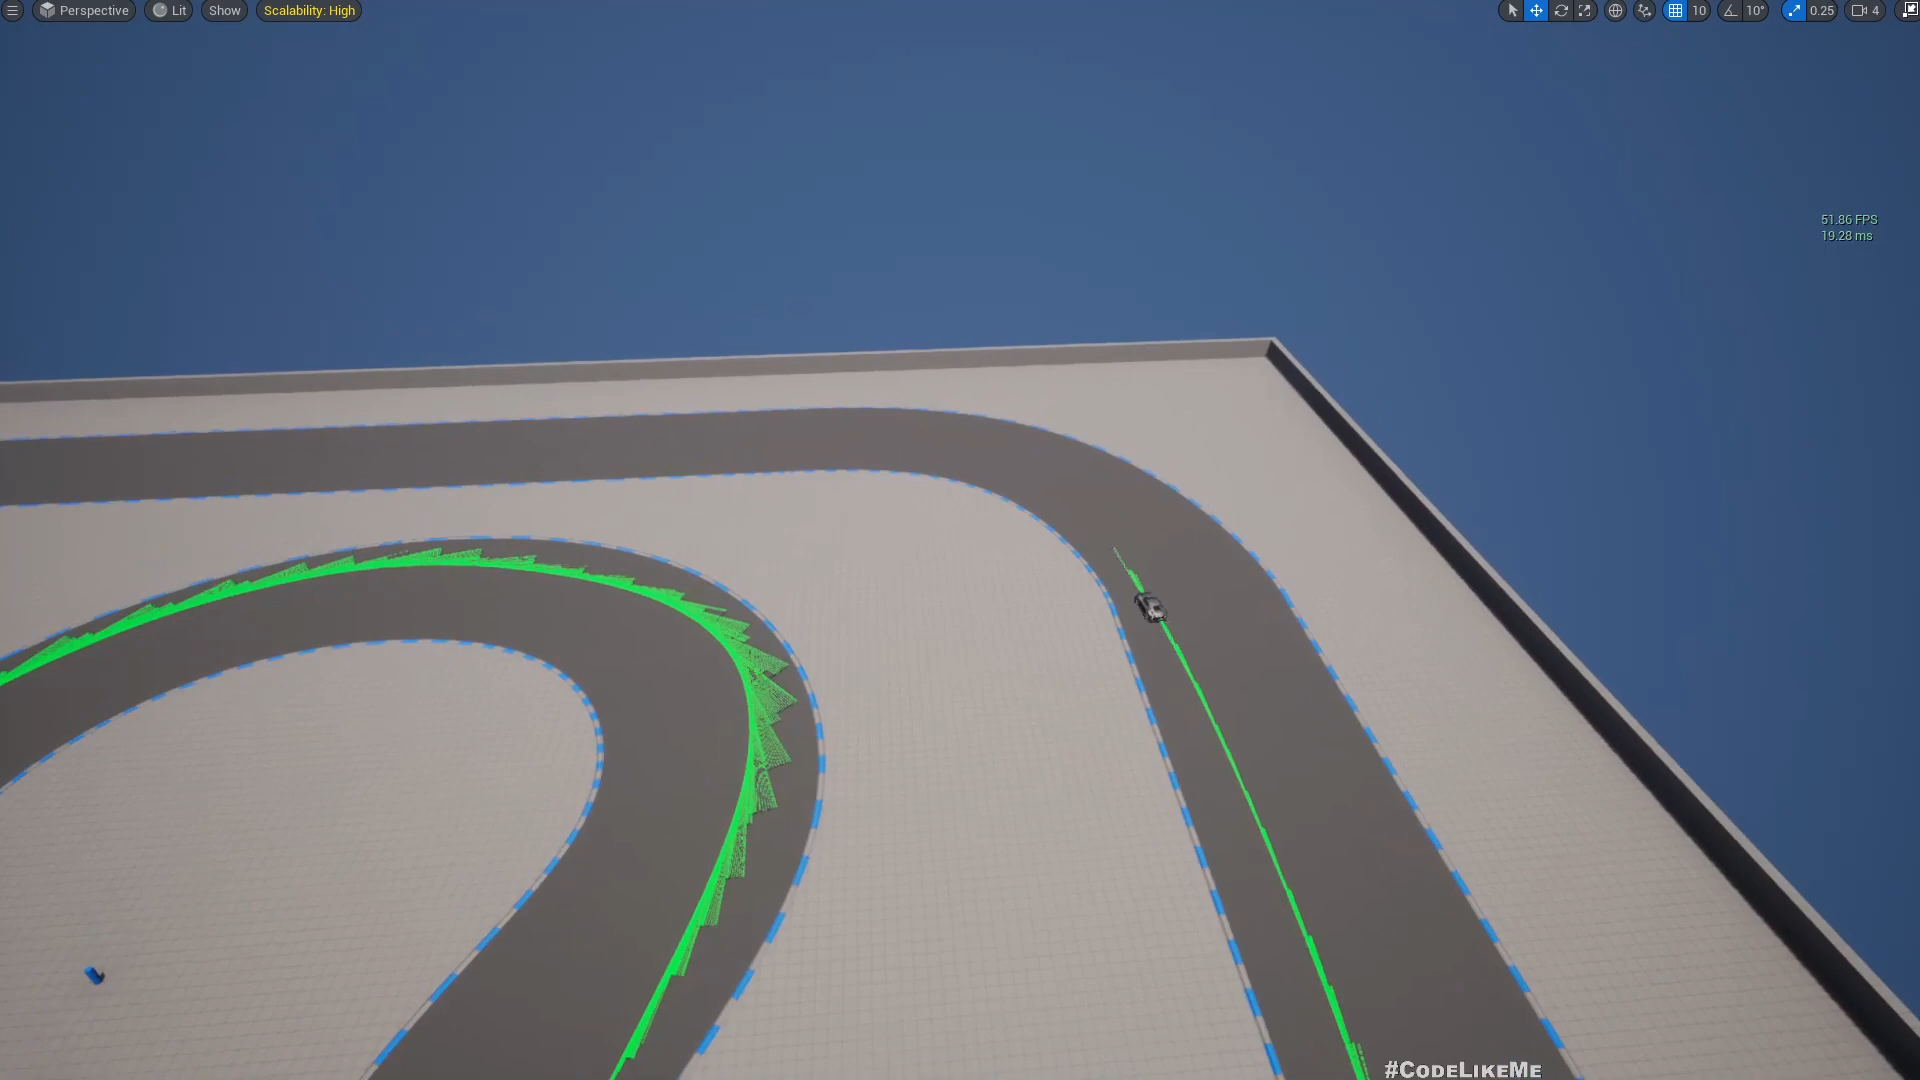 Perspective
Lit
Show
Scalability: High
10
10°
0.25
4
51.86 FPS
19.28 ms
#CodeLikeMe